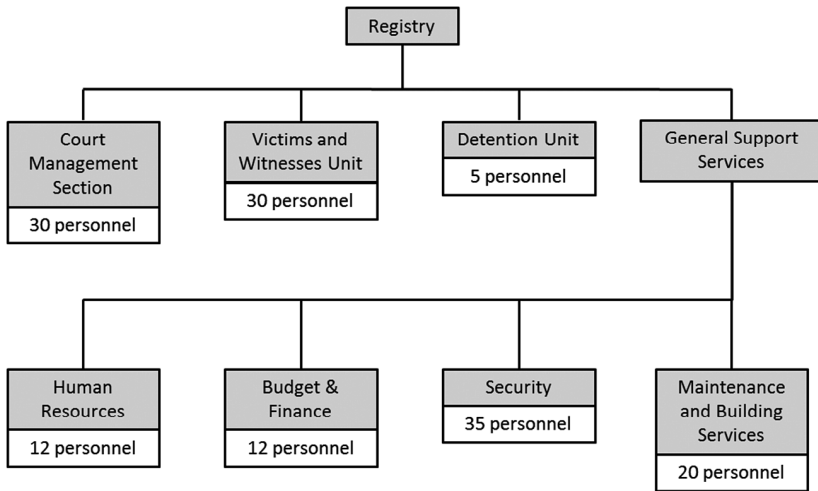 Registry
Court
Management
Section
30 personnel
Victims and
Witnesses Unit
30 personnel
Detention Unit
5 personnel
General Support
Services
Human
Resources
12 personnel
Budget &
Finance
12 personnel
Security
35 personnel
Maintenance
and Building
Services
20 personnel